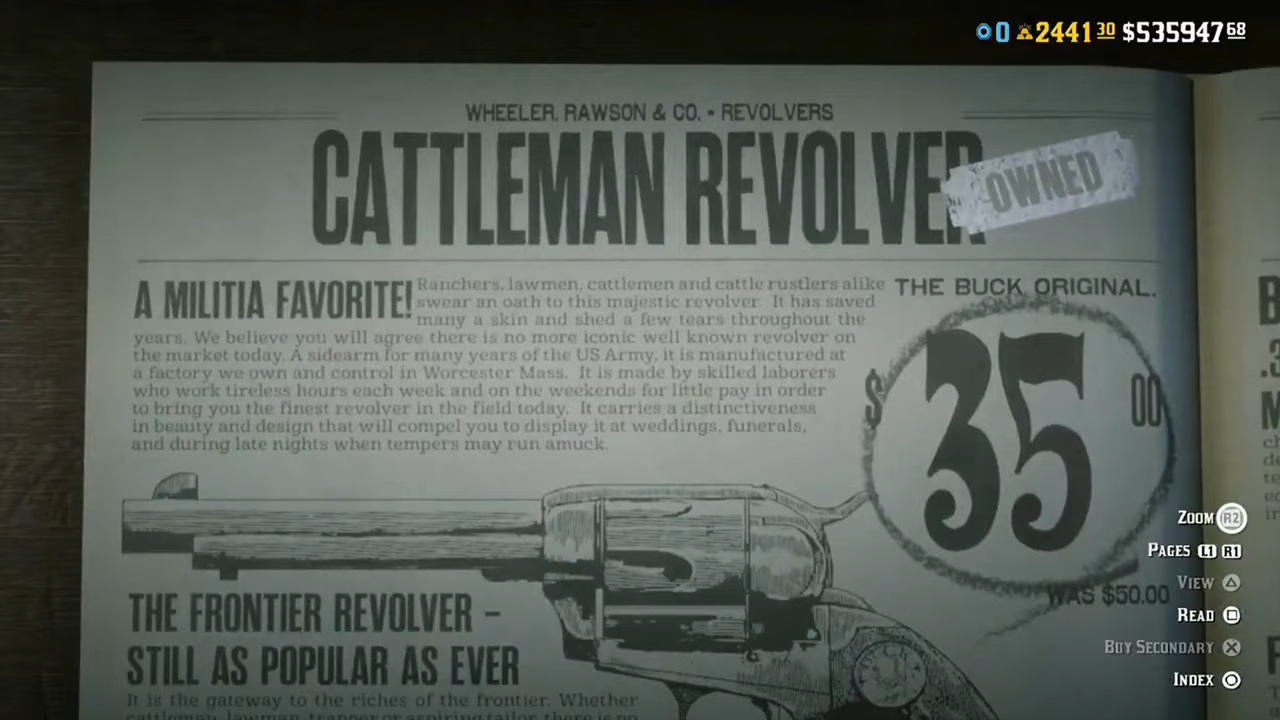 0 2441 30 $535947 68
WHEELER, RAWSON & CO. - REVOLVERS
CATTLEMAN REVOLVER
OWNED
A MILITIA FAVORITE!
Ranchers, lawmen, cattlemen and cattle rustlers alike
swear an oath to this majestic revolver. It has saved
many a skin and shed a few tears throughout the
years. We believe you will agree there is no more iconic well known revolver on
the market today. A sidearm for many years of the US Army, it is manufactured at
a factory we own and control in Worcester Mass. It is made by skilled laborers
who work tireless hours each week and on the weekends for little pay in order
to bring you the finest revolver in the field today. It carries a distinctiveness
in beauty and design that will compel you to display it at weddings, funerals,
and during late nights when tempers may run amuck.
THE BUCK ORIGINAL.
$35 00
WAS $50.00
THE FRONTIER REVOLVER –
STILL AS POPULAR AS EVER
It is the gateway to the riches of the frontier. Whether
cattleman, lawman, trapper or aspiring tailor, there is no
ZOOM R2
PAGES L1 R1
VIEW
READ
BUY SECONDARY
INDEX